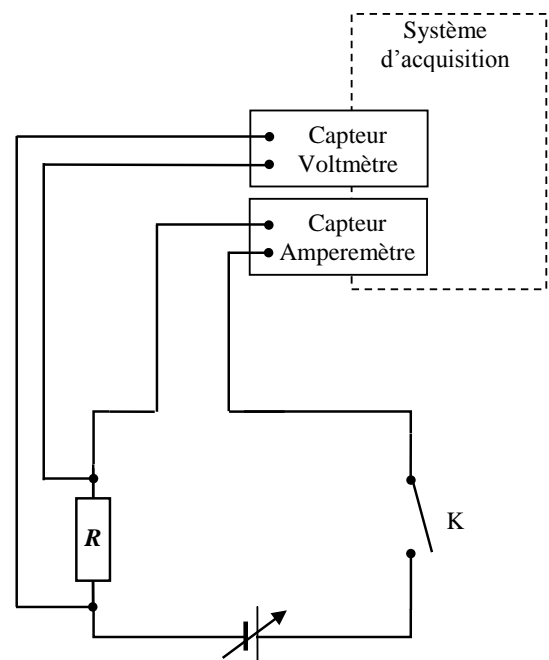 Système
d'acquisition
Capteur
Voltmètre
Capteur
Amperemètre
K
R